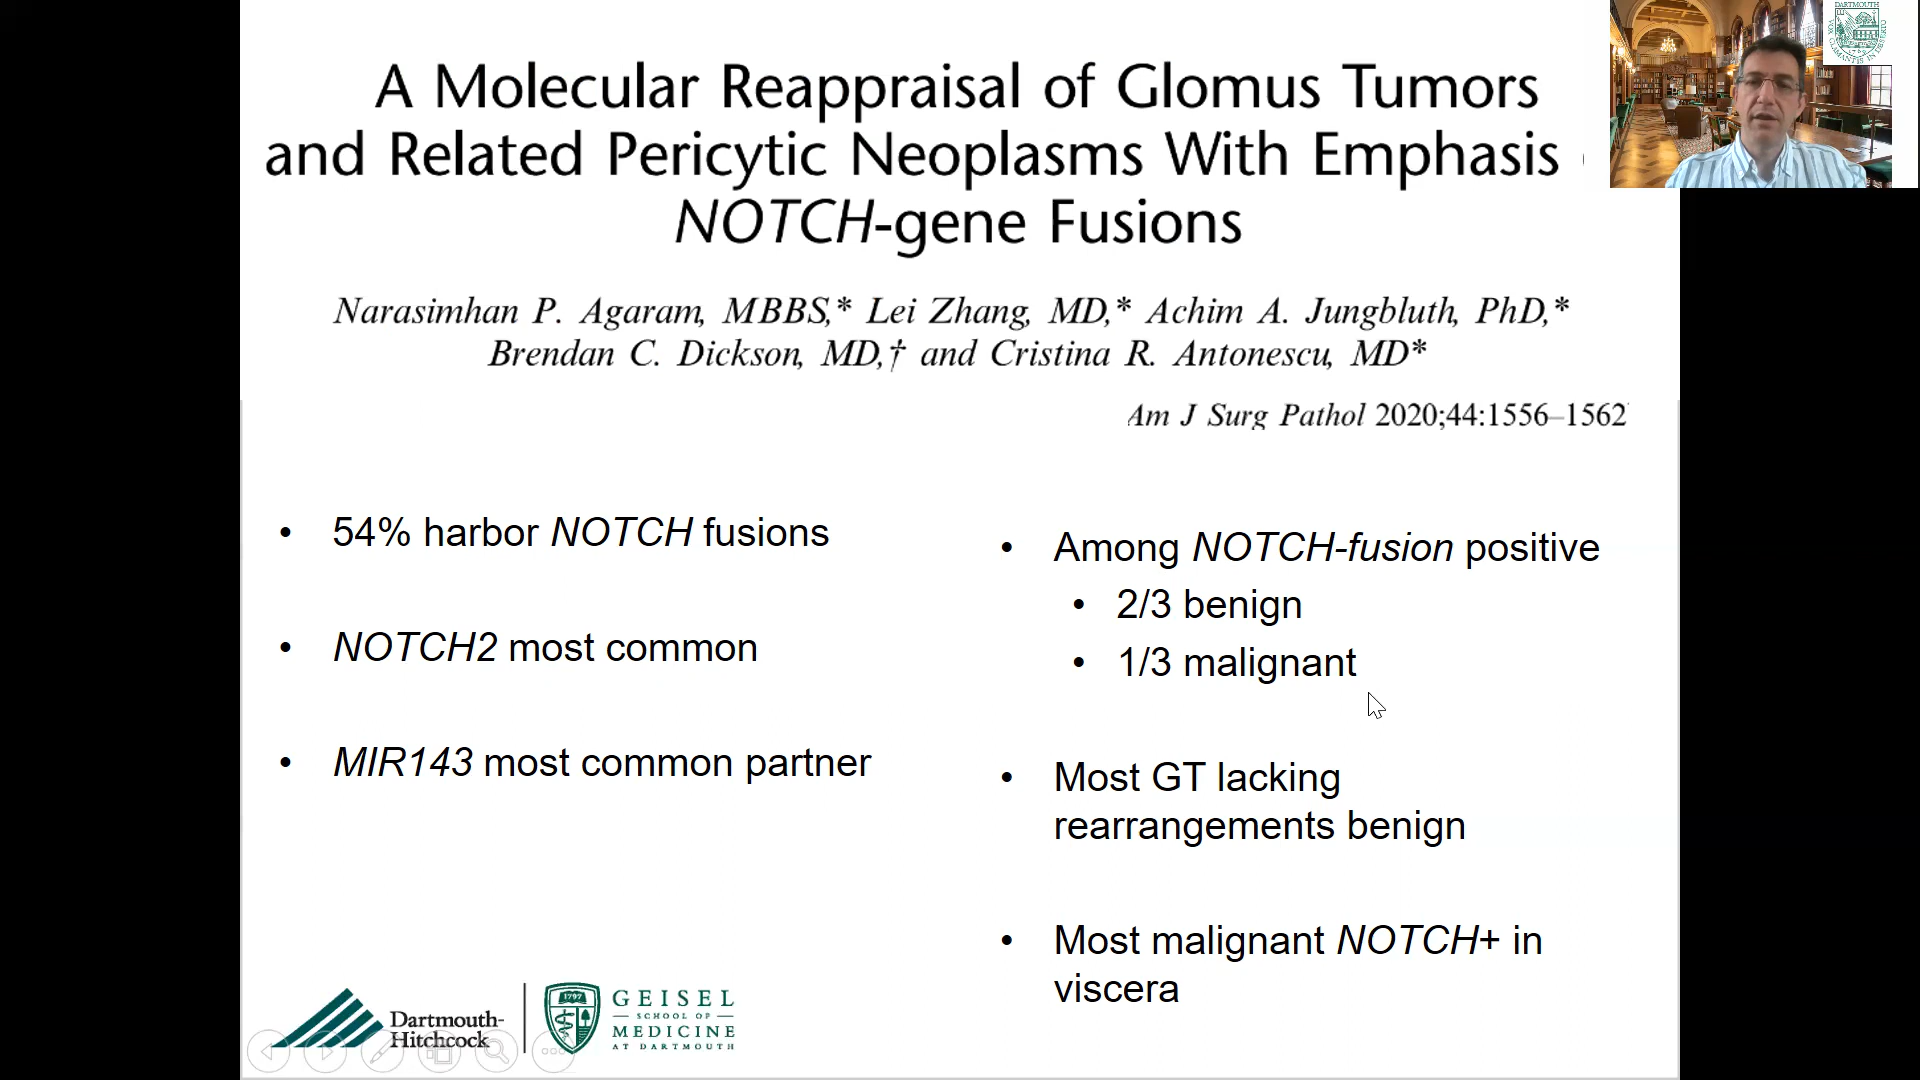 A Molecular Reappraisal of Glomus Tumors
and Related Pericytic Neoplasms With Emphasis
NOTCH-gene Fusions
Narasimhan P. Agaram, MBBS,* Lei Zhang, MD,* Achim A. Jungbluth, PhD,*
Brendan C. Dickson, MD,† and Cristina R. Antonescu, MD*
Am J Surg Pathol 2020;44:1556–1562
• 54% harbor NOTCH fusions
• NOTCH2 most common
• MIR143 most common partner
• Among NOTCH-fusion positive
• 2/3 benign
• 1/3 malignant
• Most GT lacking
rearrangements benign
• Most malignant NOTCH+ in
viscera
Dartmouth-
Hitchcock
1797
GEISEL
SCHOOL OF
MEDICINE
AT DARTMOUTH
DARTMOUTH